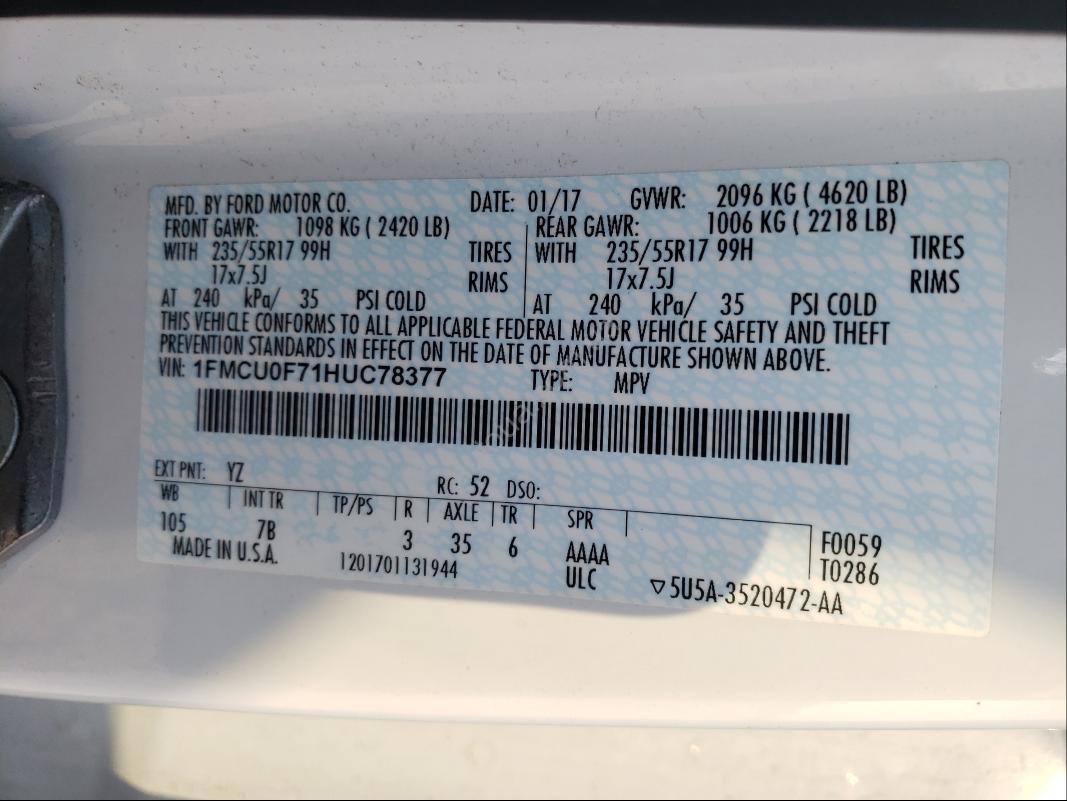 MFD. BY FORD MOTOR CO. DATE: 01/17 GVWR: 2096 KG ( 4620 LB)
FRONT GAWR: 1098 KG ( 2420 LB) REAR GAWR: 1006 KG ( 2218 LB)
WITH 235/55R17 99H TIRES WITH 235/55R17 99H TIRES
17x7.5J RIMS 17x7.5J RIMS
AT 240 kPa/ 35 PSI COLD AT 240 kPa/ 35 PSI COLD
THIS VEHICLE CONFORMS TO ALL APPLICABLE FEDERAL MOTOR VEHICLE SAFETY AND THEFT
PREVENTION STANDARDS IN EFFECT ON THE DATE OF MANUFACTURE SHOWN ABOVE.
VIN: 1FMCU0F71HUC78377 TYPE: MPV
EXT PNT: YZ RC: 52 DSO:
WB INT TR TP/PS R AXLE TR SPR
105 7B 3 35 6 AAAA F0059
MADE IN U.S.A. 1201701131944 ULC T0286
▽5U5A-3520472-AA